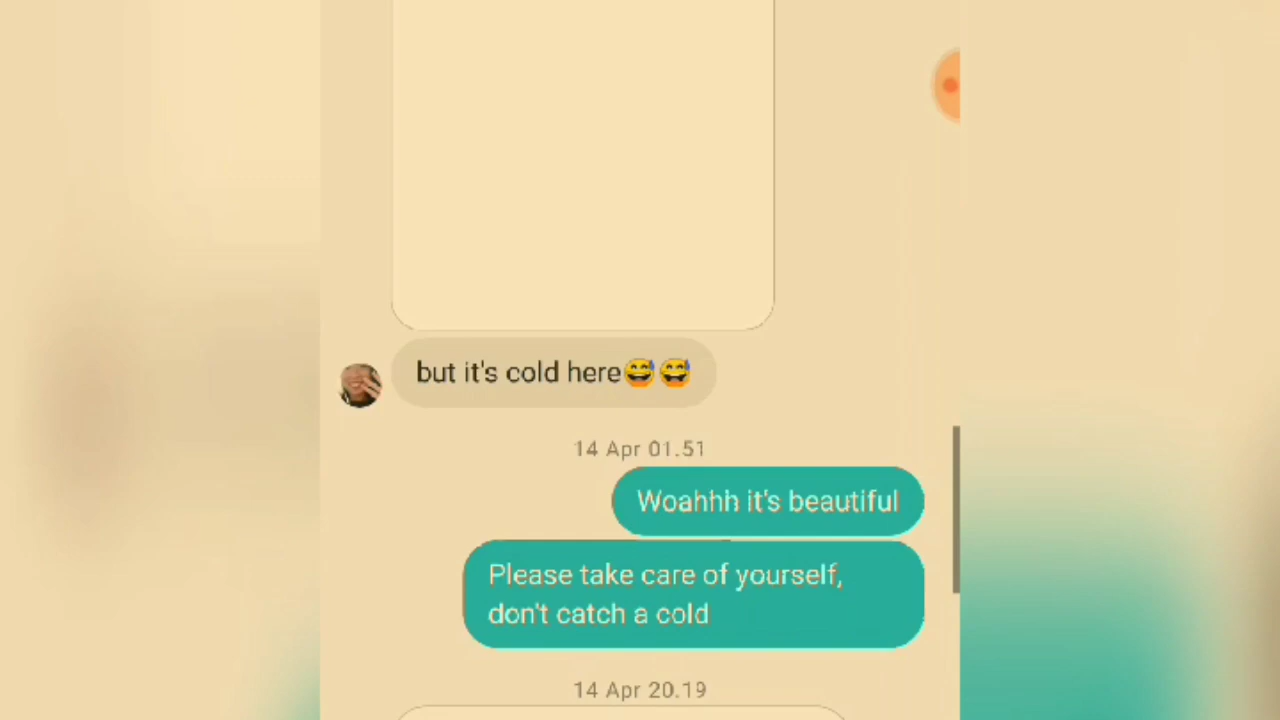 but it's cold here😅😅
14 Apr 01.51
Woahhh it's beautiful
Please take care of yourself,
don't catch a cold
14 Apr 20.19